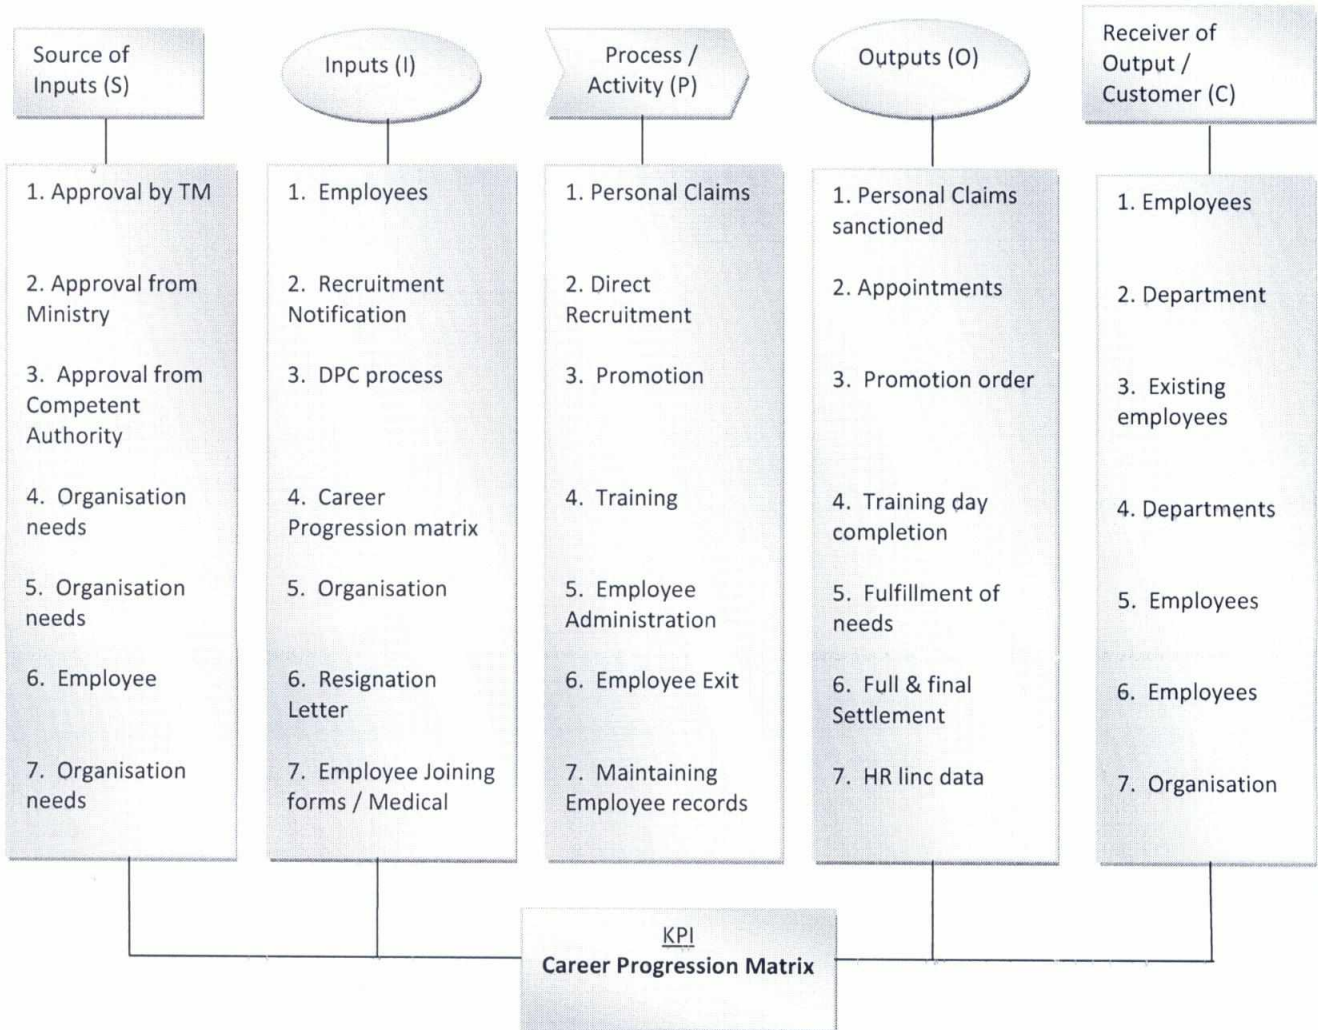 Source of
Inputs (S)
Inputs (I)
Process /
Activity (P)
Outputs (O)
Receiver of
Output /
Customer (C)
1. Approval by TM
2. Approval from
Ministry
3. Approval from
Competent
Authority
4. Organisation
needs
5. Organisation
needs
6. Employee
7. Organisation
needs
1. Employees
2. Recruitment
Notification
3. DPC process
4. Career
Progression matrix
5. Organisation
6. Resignation
Letter
7. Employee Joining
forms / Medical
1. Personal Claims
2. Direct
Recruitment
3. Promotion
4. Training
5. Employee
Administration
6. Employee Exit
7. Maintaining
Employee records
1. Personal Claims
sanctioned
2. Appointments
3. Promotion order
4. Training day
completion
5. Fulfillment of
needs
6. Full & final
Settlement
7. HR linc data
1. Employees
2. Department
3. Existing
employees
4. Departments
5. Employees
6. Employees
7. Organisation
KPI
Career Progression Matrix